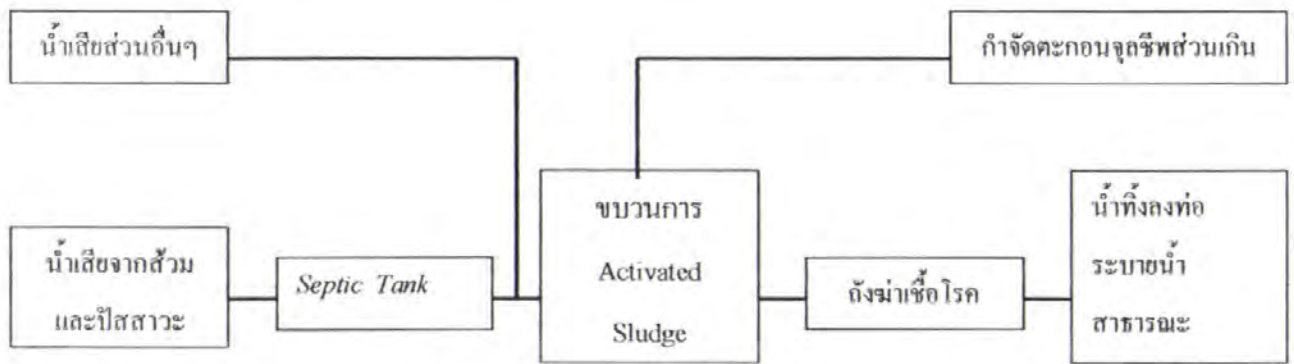 น้ำเสียส่วนอื่นๆ
กำจัดตะกอนจุลชีพส่วนเกิน
น้ำเสียจากส้วม
และปัสสาวะ
Septic Tank
ขบวนการ
Activated
Sludge
ถังฆ่าเชื้อโรค
น้ำทิ้งลงท่อ
ระบายน้ำ
สาธารณะ